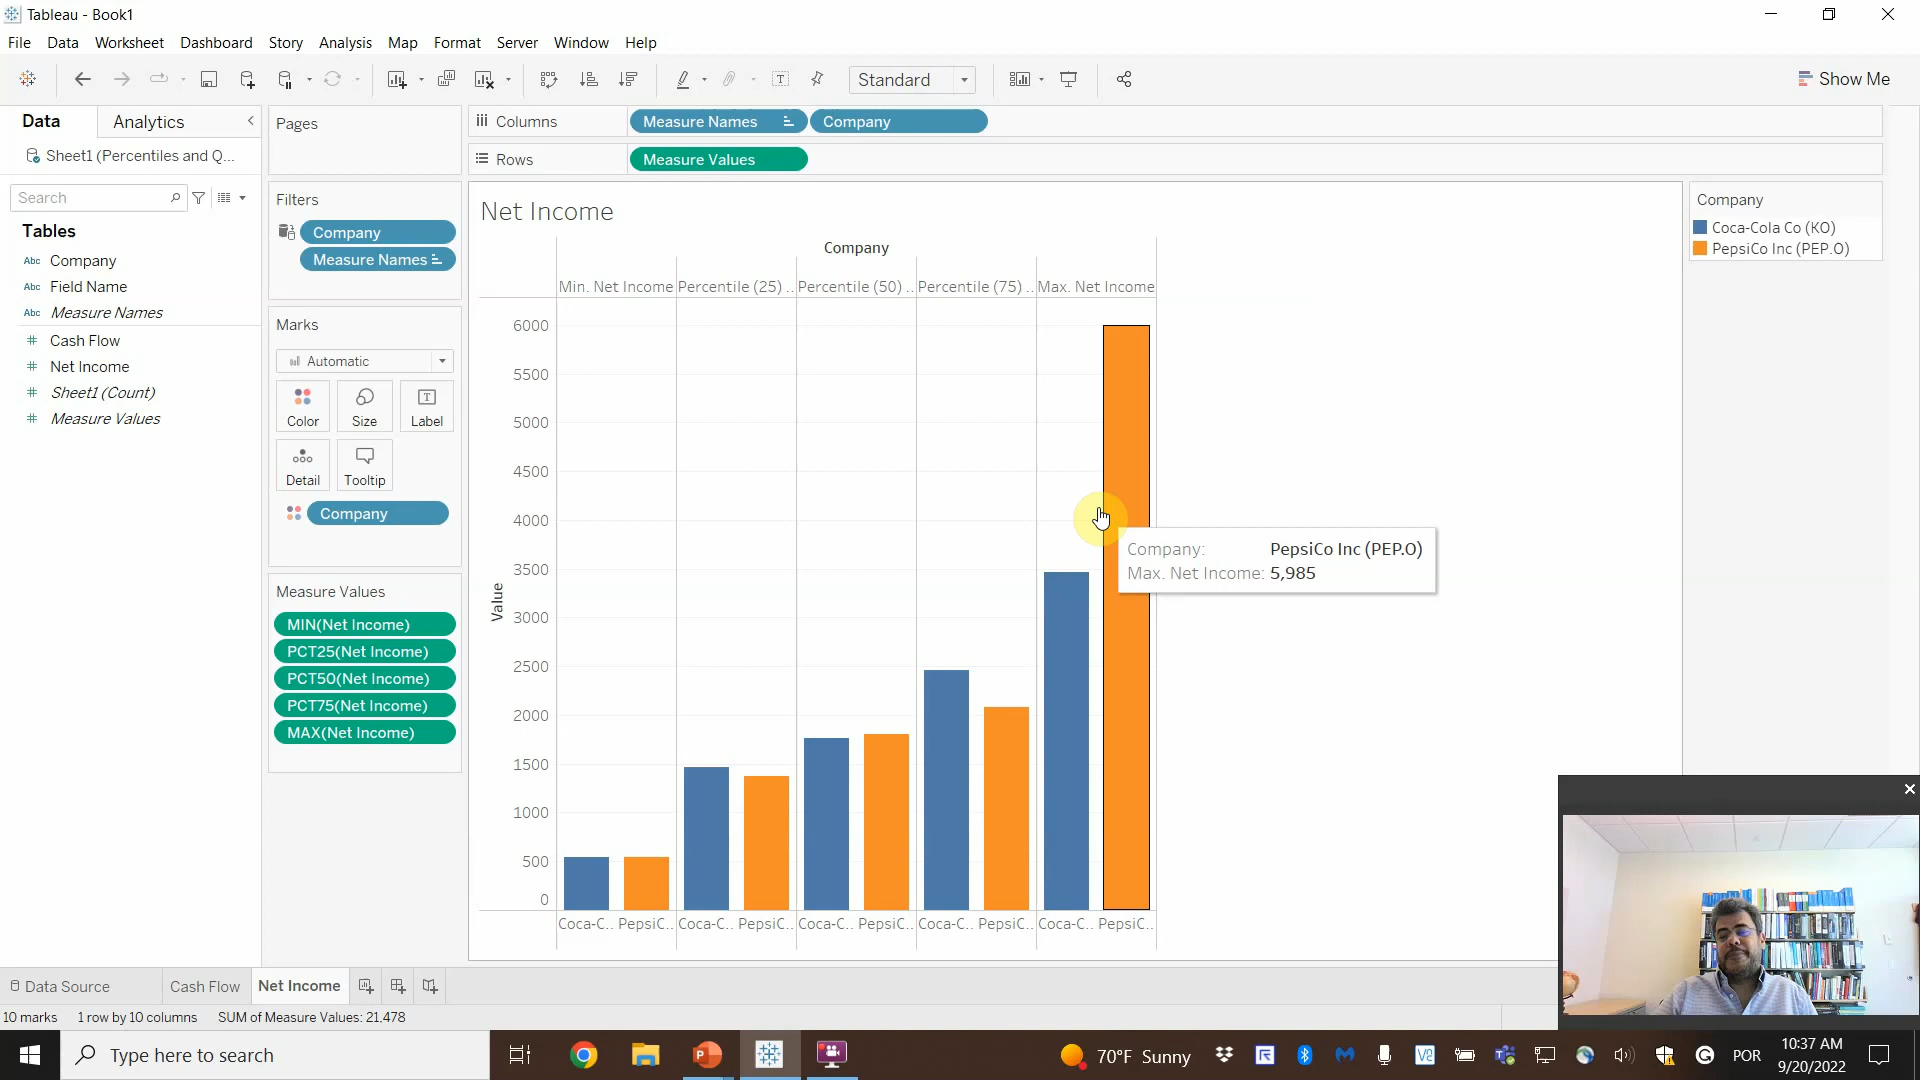 Tableau - Book1
File Data Worksheet Dashboard Story Analysis Map Format Server Window Help
Standard
Show Me
Data
Analytics
Pages
Columns
Measure Names
Company
Sheet1 (Percentiles and Q...
Rows
Measure Values
Search
Filters
Net Income
Company
Tables
Company
Coca-Cola Co (KO)
PepsiCo Inc (PEP.O)
Abc Company
Measure Names
Company
Abc Field Name
Min. Net Income
Percentile (25) ..
Percentile (50) ..
Percentile (75) ..
Max. Net Income
Abc Measure Names
Marks
6000
Cash Flow
Automatic
5500
Net Income
Sheet1 (Count)
Color
Size
T
Label
5000
Measure Values
4500
Detail
Tooltip
Company
4000
Company: PepsiCo Inc (PEP.O)
Max. Net Income: 5,985
3500
Measure Values
Value
3000
MIN(Net Income)
PCT25(Net Income)
2500
PCT50(Net Income)
PCT75(Net Income)
2000
MAX(Net Income)
1500
1000
500
0
Coca-C.. PepsiC.. Coca-C.. PepsiC.. Coca-C.. PepsiC.. Coca-C.. PepsiC.. Coca-C.. PepsiC..
Data Source
Cash Flow
Net Income
10 marks
1 row by 10 columns
SUM of Measure Values: 21,478
Type here to search
70°F Sunny
POR
10:37 AM
9/20/2022